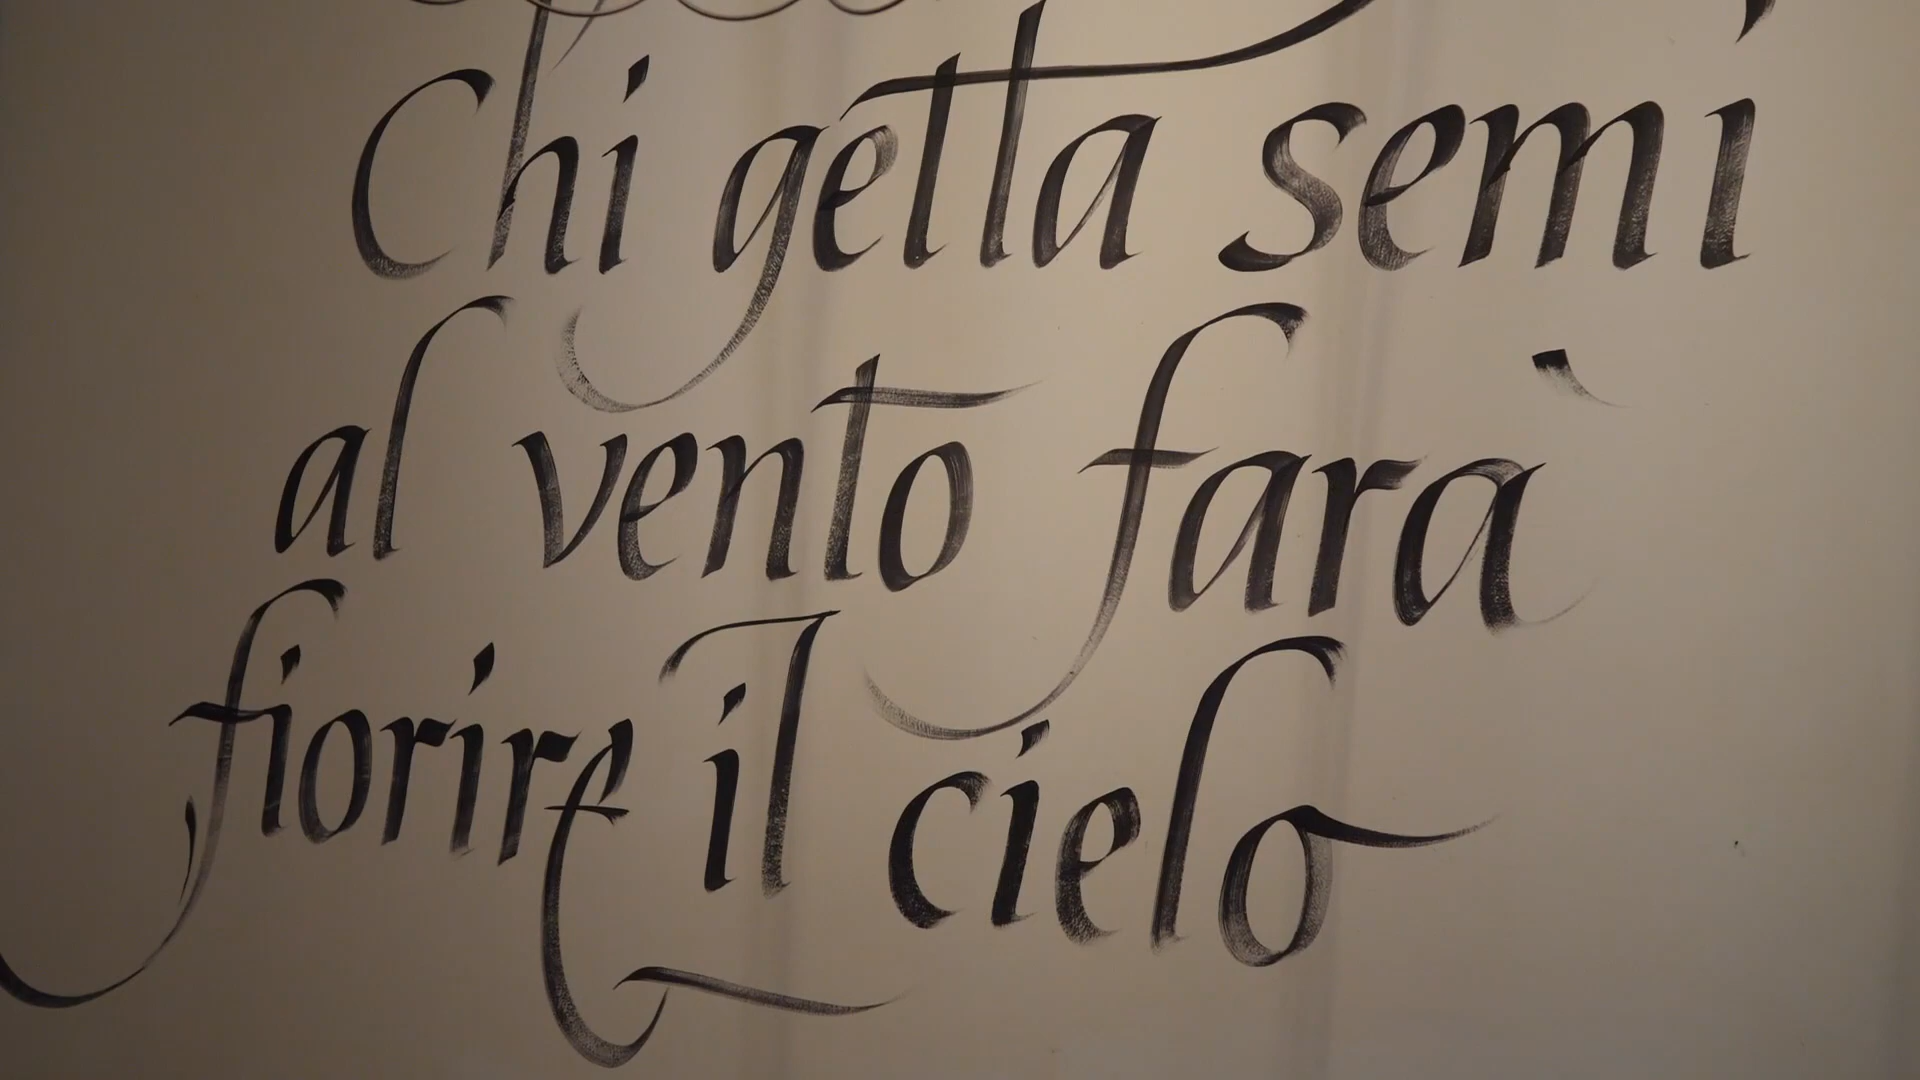 Chi getta semi
al vento farà
fiorire il cielo